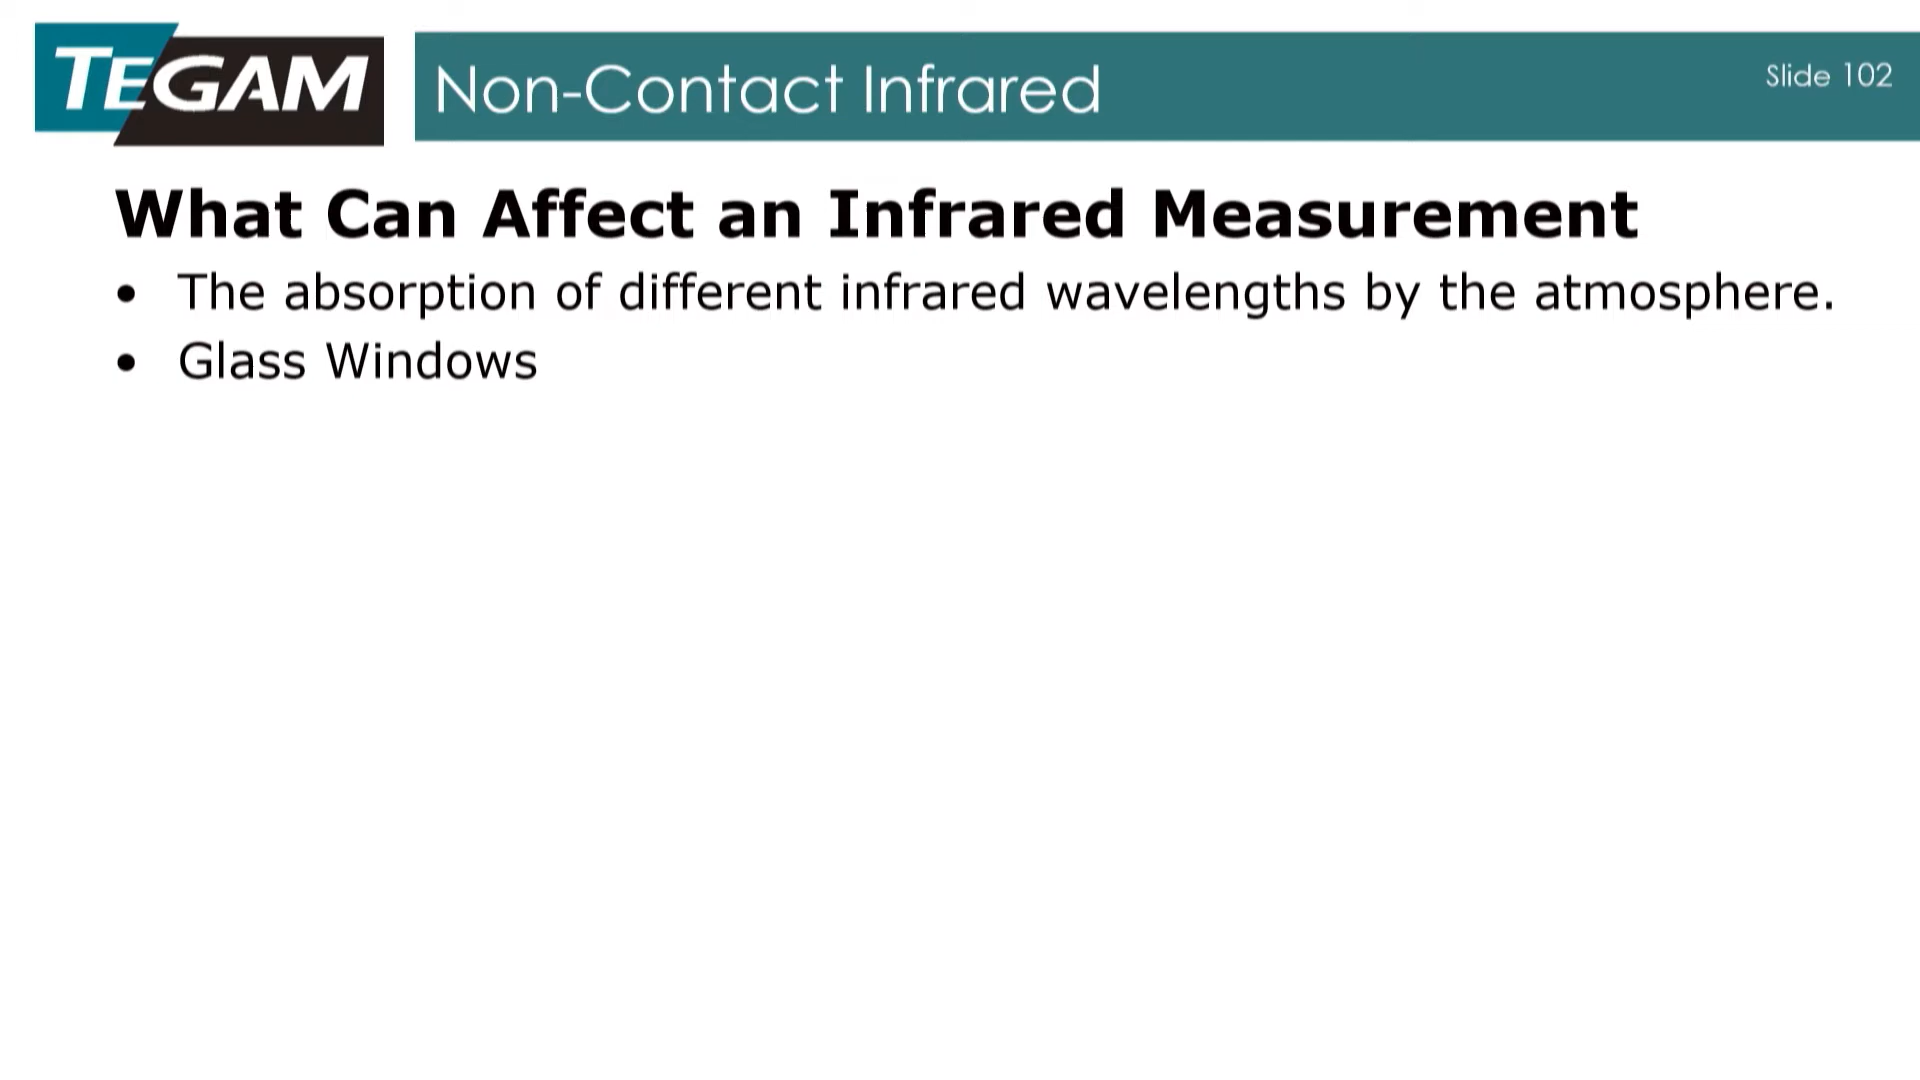 TEGAM
Non-Contact Infrared
Slide 102
What Can Affect an Infrared Measurement
• The absorption of different infrared wavelengths by the atmosphere.
• Glass Windows